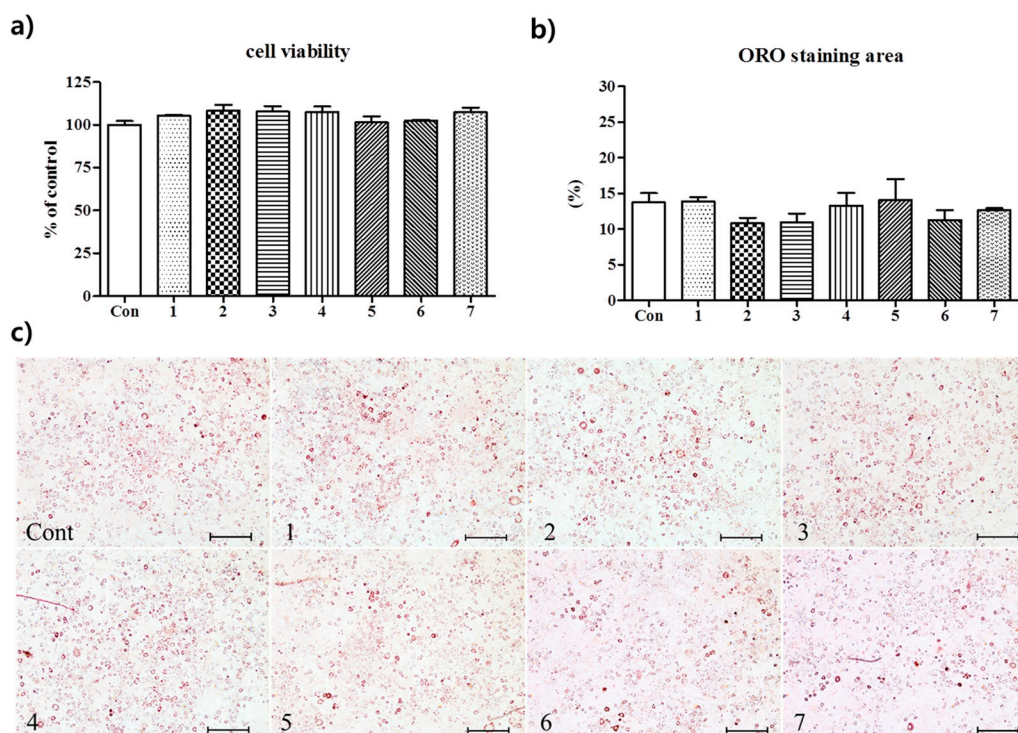 a)
cell viability
% of control
125
100
75
50
25
0
Con 1 2 3 4 5 6 7
b)
ORO staining area
(%)
30
25
20
15
10
5
0
Con 1 2 3 4 5 6 7
c)
Cont 1 2 3
4 5 6 7